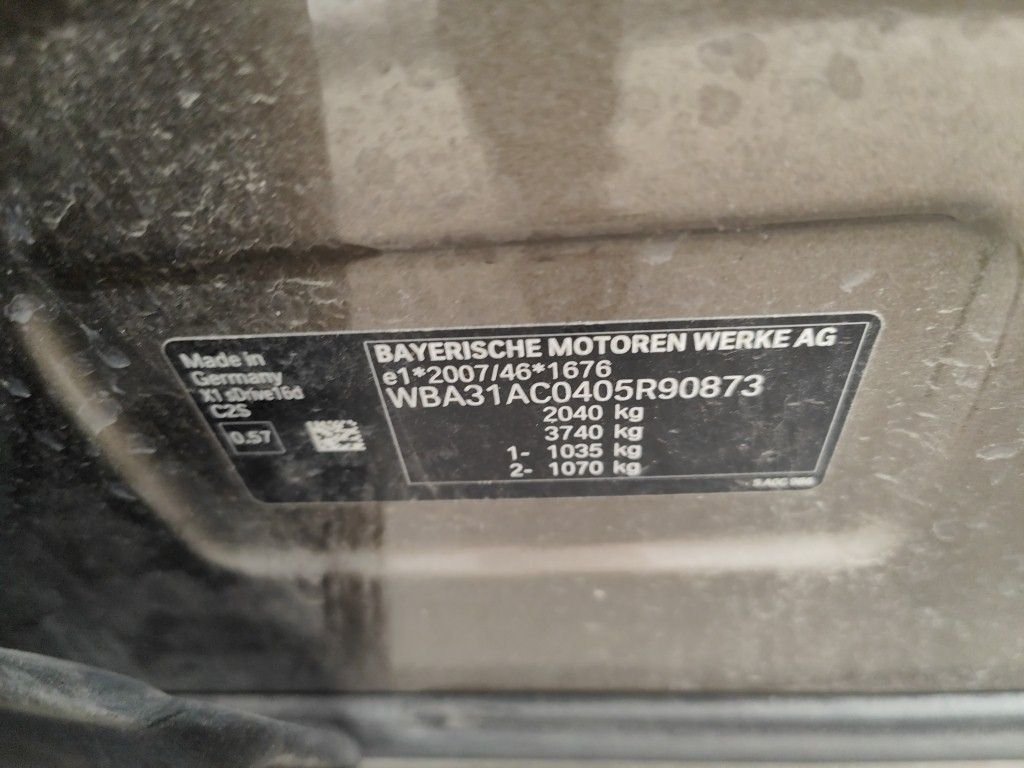 Made in
Germany
X1 sDrive16d
C2S
0.57
BAYERISCHE MOTOREN WERKE AG
e1*2007/46*1676
WBA31AC0405R90873
2040 kg
3740 kg
1- 1035 kg
2- 1070 kg